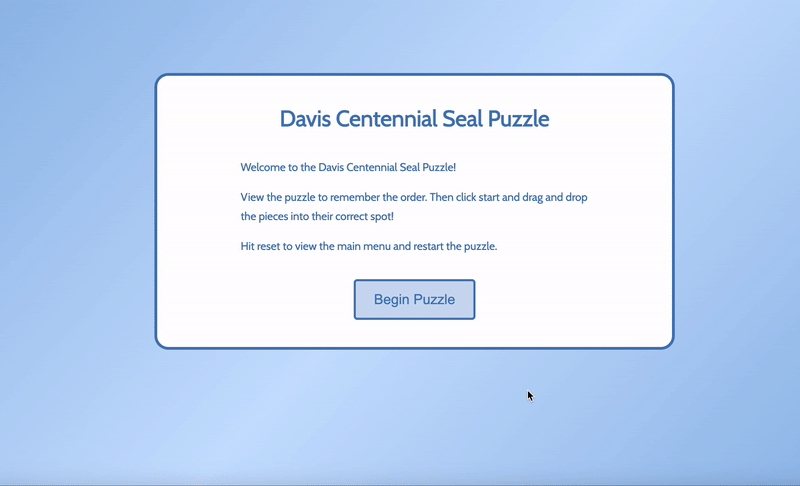 Davis Centennial Seal Puzzle
Welcome to the Davis Centennial Seal Puzzle!
View the puzzle to remember the order. Then click start and drag and drop
the pieces into their correct spot!
Hit reset to view the main menu and restart the puzzle.
Begin Puzzle